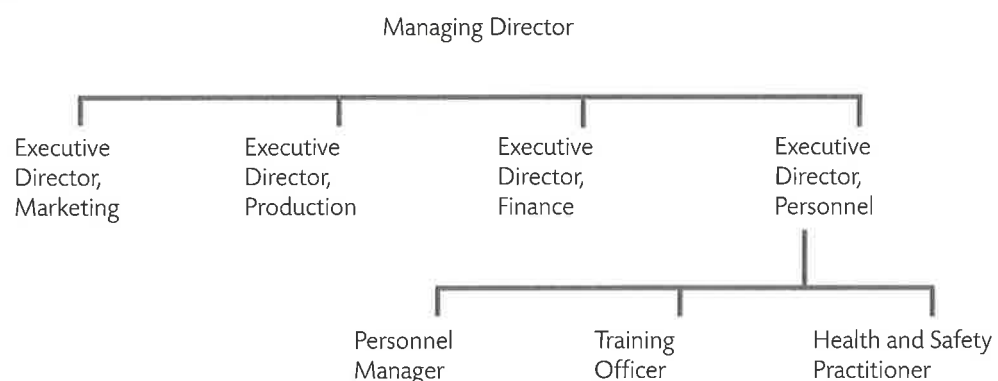 Managing Director
Executive
Director,
Marketing
Executive
Director,
Production
Executive
Director,
Finance
Executive
Director,
Personnel
Personnel
Manager
Training
Officer
Health and Safety
Practitioner